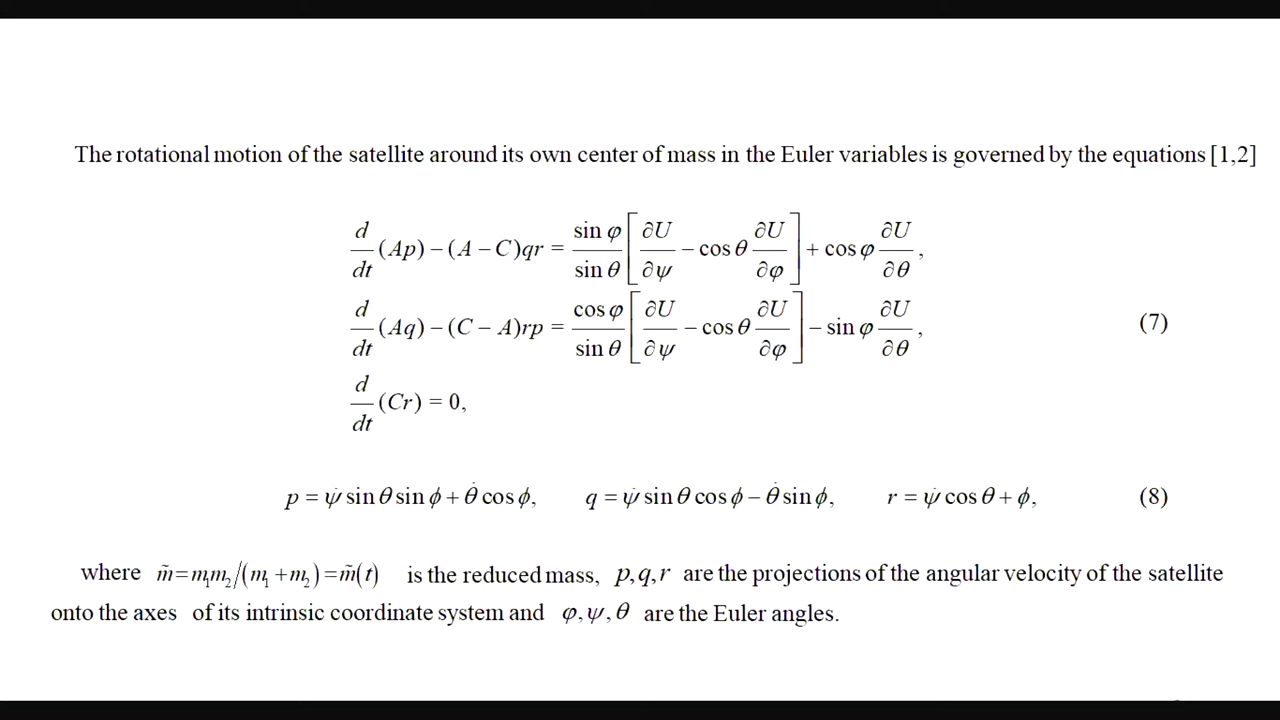 The rotational motion of the satellite around its own center of mass in the Euler variables is governed by the equations [1,2]
d/dt (Ap) − (A − C)qr = sin φ/sin θ [∂U/∂ψ − cos θ ∂U/∂φ] + cos φ ∂U/∂θ,
d/dt (Aq) − (C − A)rp = cos φ/sin θ [∂U/∂ψ − cos θ ∂U/∂φ] − sin φ ∂U/∂θ, (7)
d/dt (Cr) = 0,
p = ψ̇ sin θ sin ϕ + θ̇ cos ϕ, q = ψ̇ sin θ cos ϕ − θ̇ sin ϕ, r = ψ̇ cos θ + ϕ̇, (8)
where m̃ = m₁m₂/(m₁ + m₂) = m̃(t) is the reduced mass, p, q, r are the projections of the angular velocity of the satellite
onto the axes of its intrinsic coordinate system and φ, ψ, θ are the Euler angles.